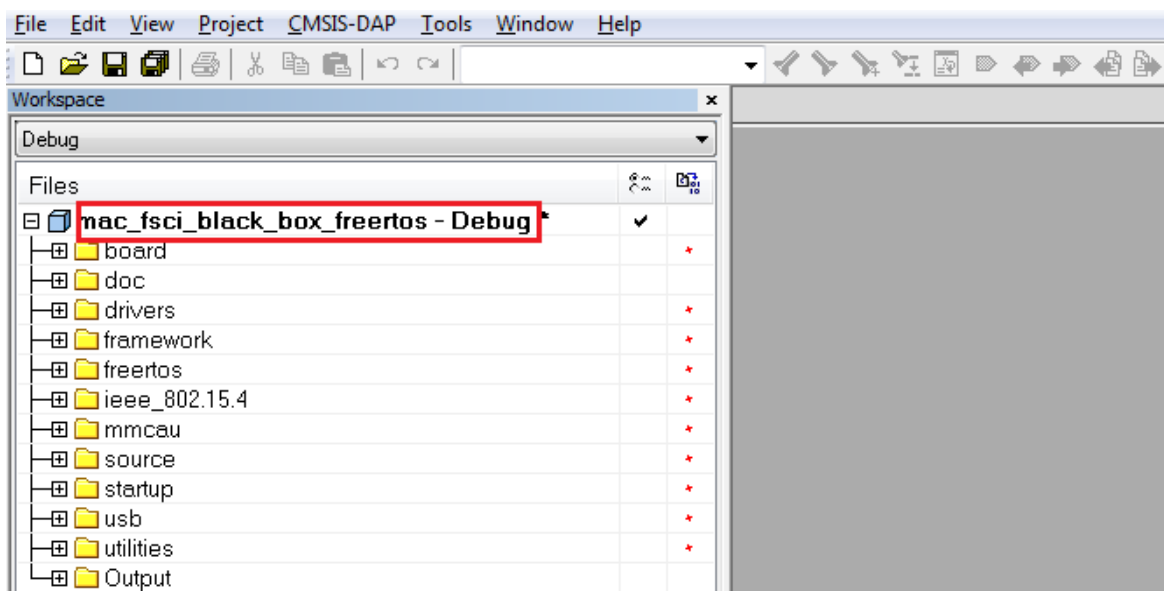 File Edit View Project CMSIS-DAP Tools Window Help
Workspace x
Debug
Files
mac_fsci_black_box_freertos - Debug *
board
doc
drivers
framework
freertos
ieee_802.15.4
mmcau
source
startup
usb
utilities
Output